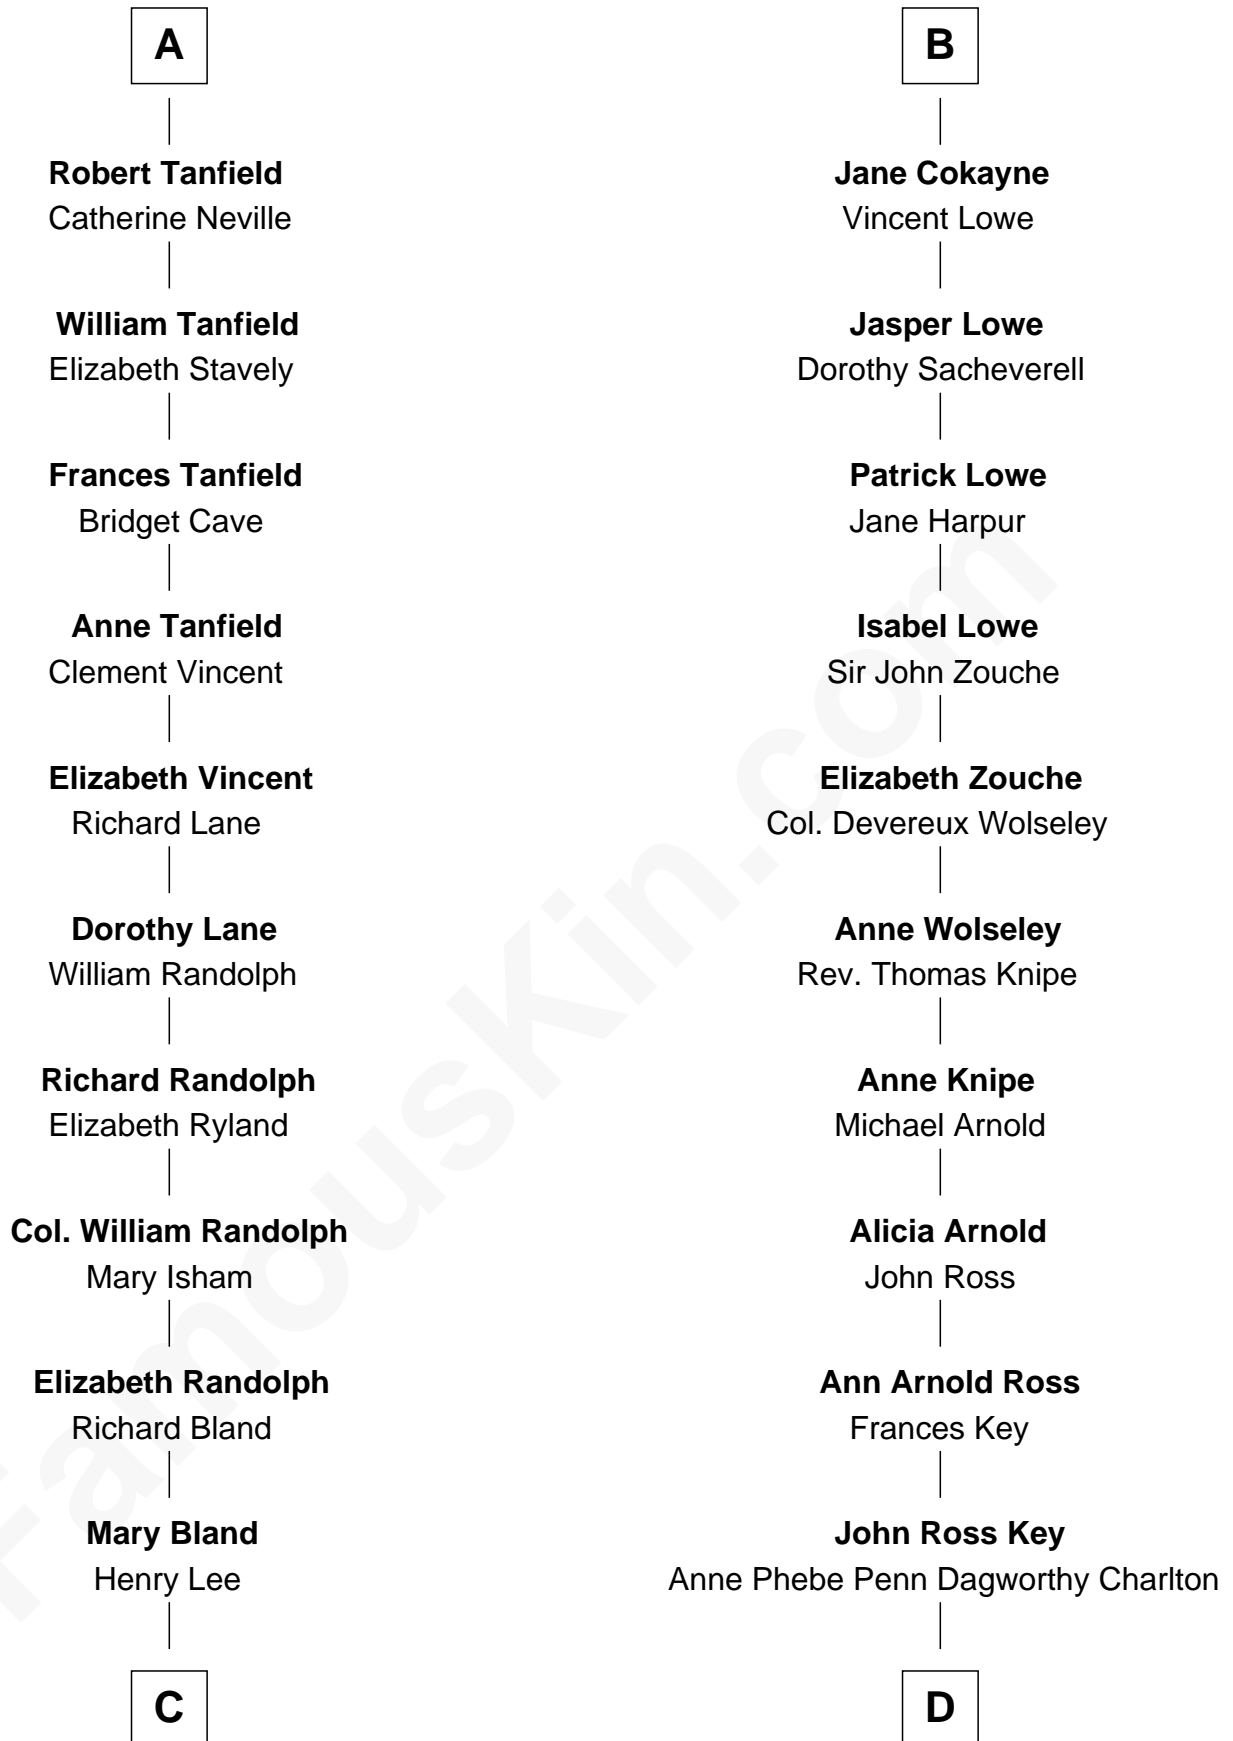 A
Robert Tanfield
Catherine Neville
William Tanfield
Elizabeth Stavely
Frances Tanfield
Bridget Cave
Anne Tanfield
Clement Vincent
Elizabeth Vincent
Richard Lane
Dorothy Lane
William Randolph
Richard Randolph
Elizabeth Ryland
Col. William Randolph
Mary Isham
Elizabeth Randolph
Richard Bland
Mary Bland
Henry Lee
C
B
Jane Cokayne
Vincent Lowe
Jasper Lowe
Dorothy Sacheverell
Patrick Lowe
Jane Harpur
Isabel Lowe
Sir John Zouche
Elizabeth Zouche
Col. Devereux Wolseley
Anne Wolseley
Rev. Thomas Knipe
Anne Knipe
Michael Arnold
Alicia Arnold
John Ross
Ann Arnold Ross
Frances Key
John Ross Key
Anne Phebe Penn Dagworthy Charlton
D
FamousKin.com